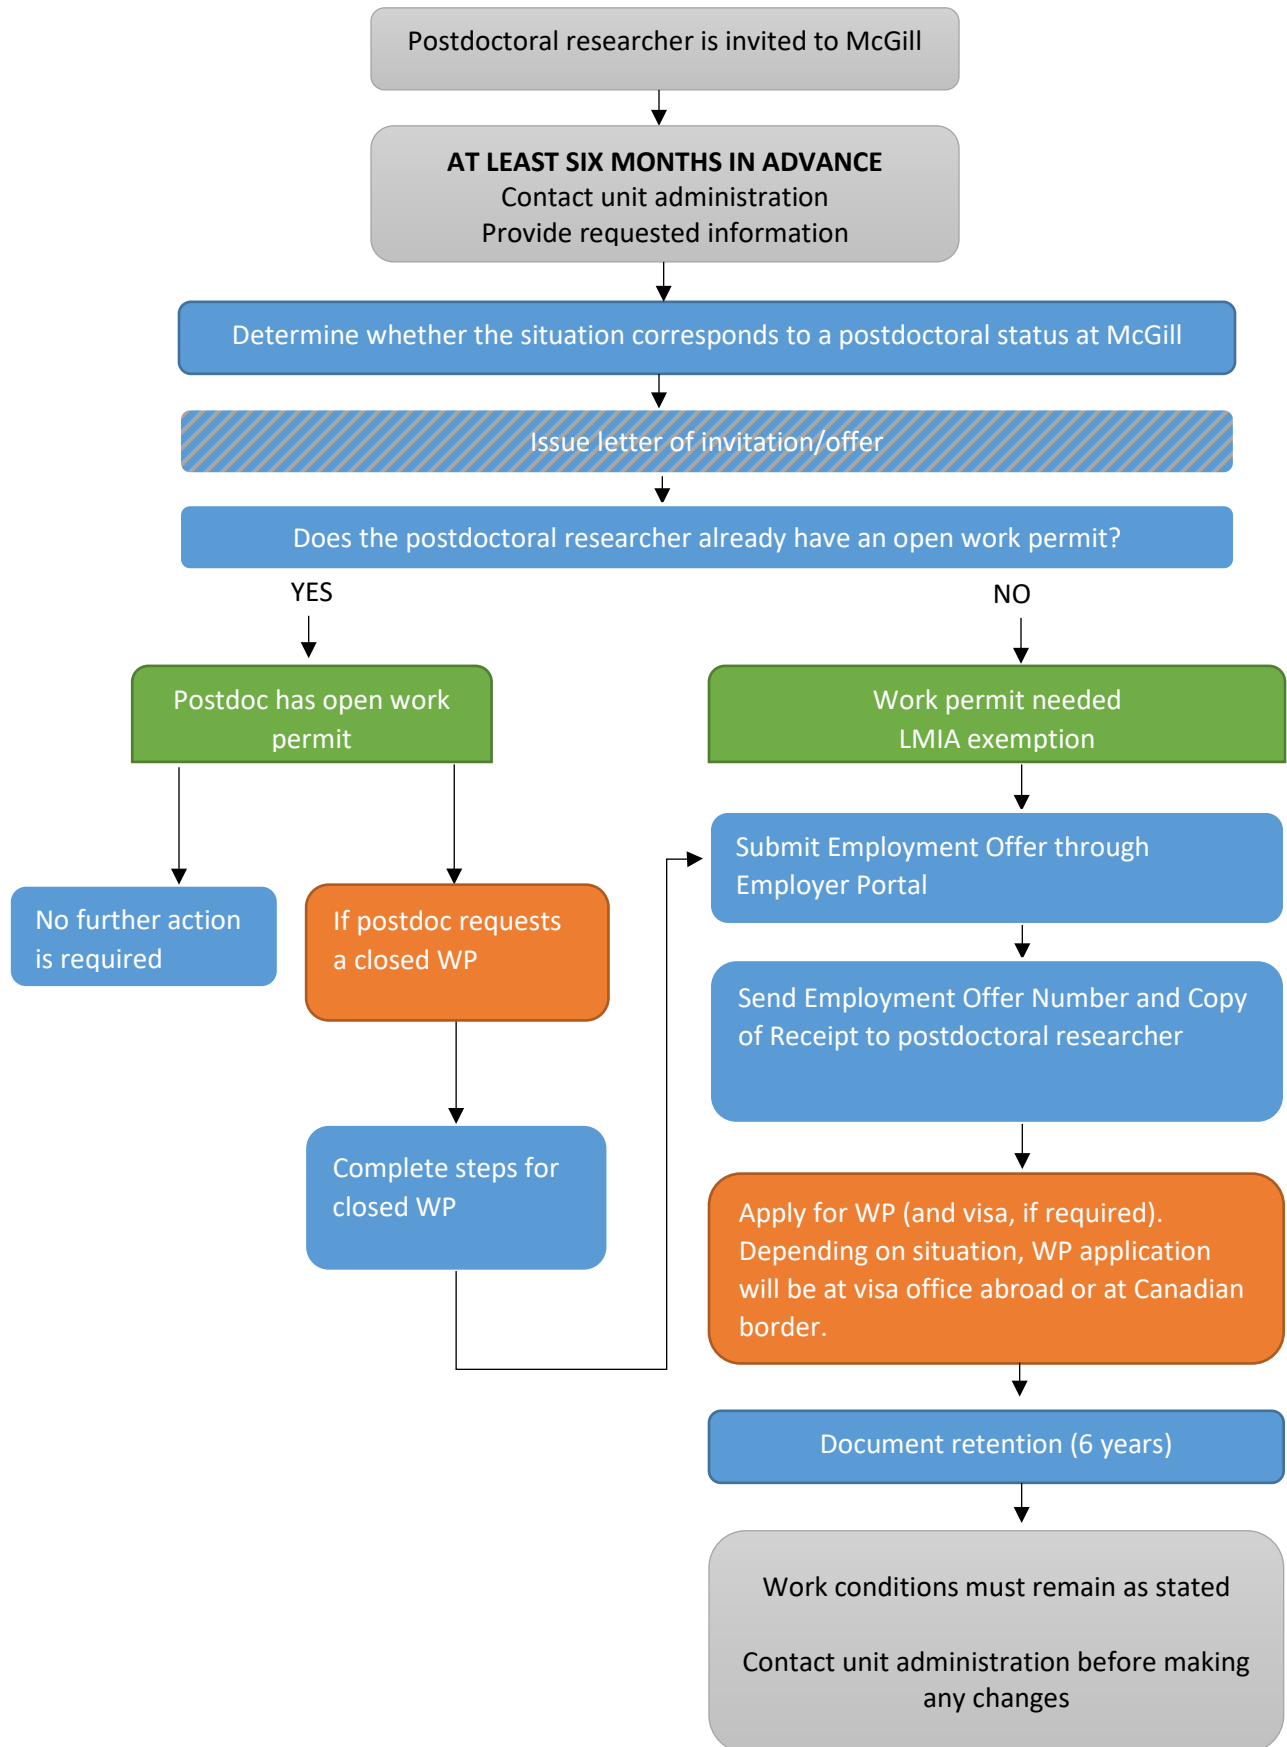 Postdoctoral researcher is invited to McGill
AT LEAST SIX MONTHS IN ADVANCE
Contact unit administration
Provide requested information
Determine whether the situation corresponds to a postdoctoral status at McGill
Issue letter of invitation/offer
Does the postdoctoral researcher already have an open work permit?
YES
NO
Postdoc has open work
permit
Work permit needed
LMIA exemption
No further action
is required
If postdoc requests
a closed WP
Complete steps for
closed WP
Submit Employment Offer through
Employer Portal
Send Employment Offer Number and Copy
of Receipt to postdoctoral researcher
Apply for WP (and visa, if required).
Depending on situation, WP application
will be at visa office abroad or at Canadian
border.
Document retention (6 years)
Work conditions must remain as stated
Contact unit administration before making
any changes